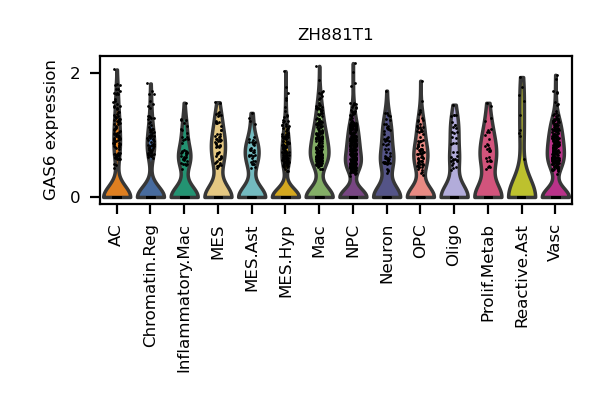 ZH881T1
GAS6 expression
2
0
AC
Chromatin.Reg
Inflammatory.Mac
MES
MES.Ast
MES.Hyp
Mac
NPC
Neuron
OPC
Oligo
Prolif.Metab
Reactive.Ast
Vasc